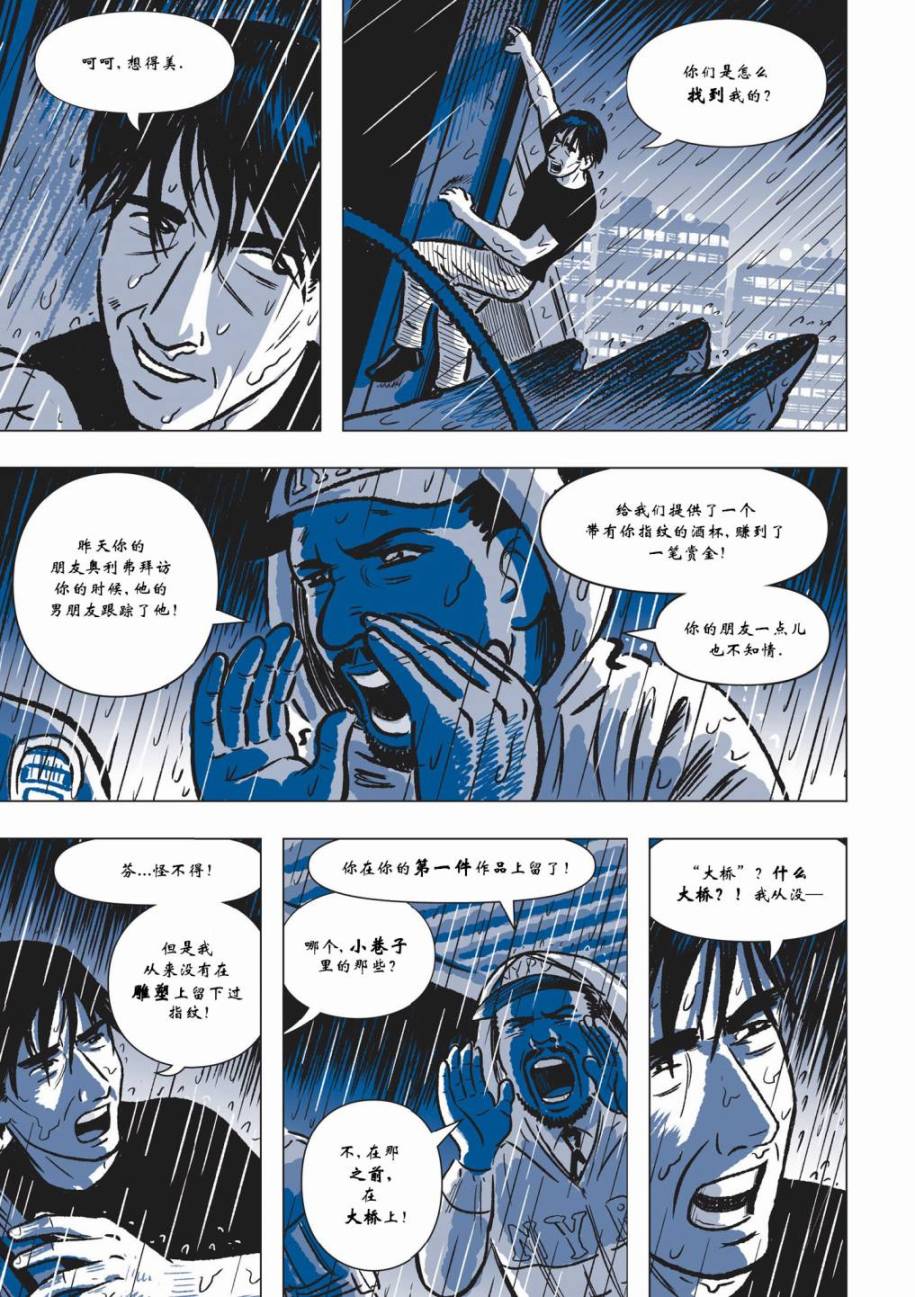 呵呵,想得美.
你们是怎么
找到我的?
昨天你的
朋友奥利弗拜访
你的时候,他的
男朋友跟踪了他!
给我们提供了一个
带有你指纹的酒杯,赚到了
一笔赏金!
你的朋友一点儿
也不知情.
芬...怪不得!
但是我
从来没有在
雕塑上留下过
指纹!
你在你的第一件作品上留了!
哪个,小巷子
里的那些?
不,在那
之前,
在
大桥上!
NYP
“大桥”?什么
大桥?!我从没—